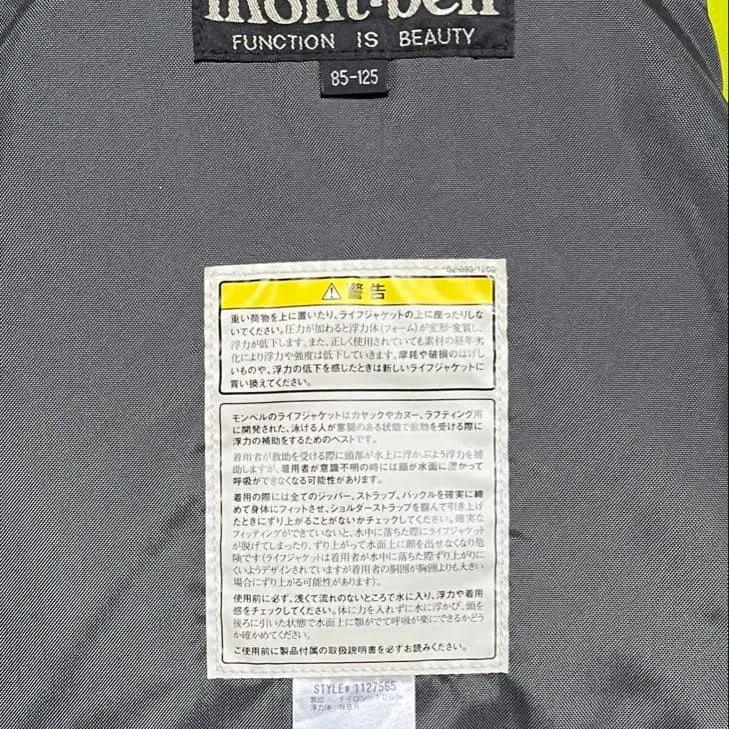 mont-bell
FUNCTION IS BEAUTY
85-125
警告
重い荷物を上に置いたり、ライフジャケットの上に座ったりしな
いでください。圧力が加わると浮力体(フォーム)が変形・変質し、
浮力が低下します。また、正しく使用されていても素材の経年劣
化により浮力や強度は低下していきます。摩耗や破損のはげし
いものや、浮力の低下を感じたときは新しいライフジャケットに
買い換えてください。
モンベルのライフジャケットはカヤックやカヌー、ラフティング用
に開発された、泳げる人が意識のある状態で救助を受ける際に
浮力の補助をするためのベストです。
着用者が救助を受ける際に頭部が水上に浮かぶよう浮力を補
助しますが、着用者が意識不明の時には顔が水面に浸かって
呼吸ができなくなる可能性があります。
着用の際には全てのジッパー、ストラップ、バックルを確実に締
めて身体にフィットさせ、ショルダーストラップを掴んで引き上げ
たときにずり上がることがないかチェックしてください。確実な
フィッティングができていないと、水中に落ちた際にライフジャケット
が脱げてしまったり、ずり上がって水面上に顔を出せなくなり危
険です(ライフジャケットは着用者が水中に落ちた際ずり上がりに
くいようデザインされていますが着用者の胴囲が胸囲よりも大きい
場合にずり上がる可能性があります)。
使用前に必ず、浅くて流れのないところで水に入り、浮力や着用
感をチェックしてください。体に力を入れずに水に浮かび、頭を
後ろに引いた状態で水面上に顎がでて呼吸が楽にできるかどう
か確かめてください。
ご使用前に製品付属の取扱説明書を必ずお読みください。
STYLE# 1127565
表地 ナイロン 100%
浮力体 NBR